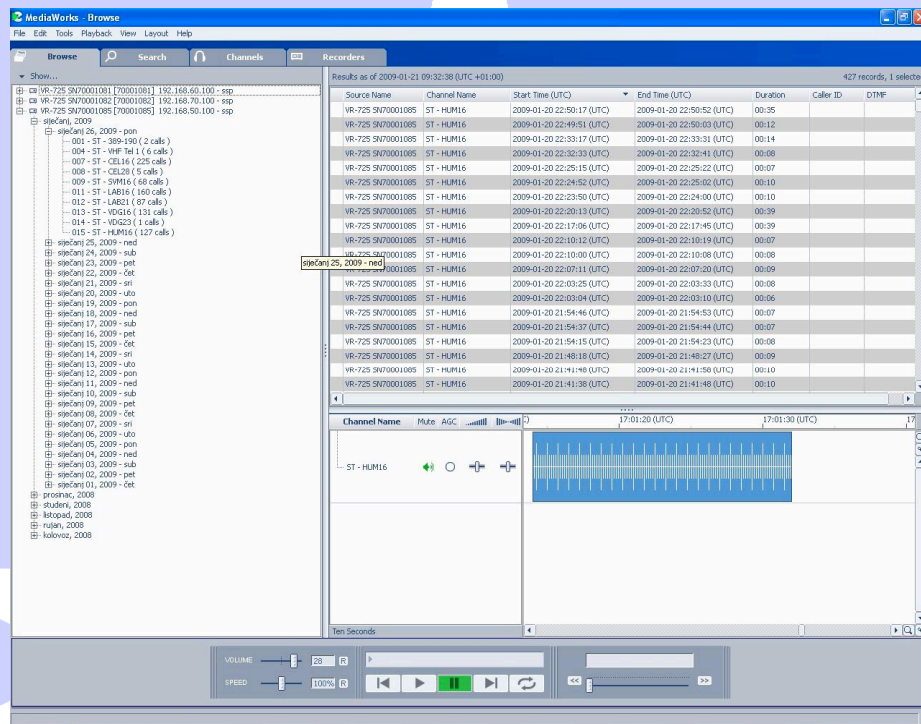 MediaWorks - Browse
File Edit Tools Playback View Layout Help
Browse Search Channels Recorders
Show...
VR-725 SN70001081 [70001081] 192.168.60.100 - ssp
VR-725 SN70001082 [70001082] 192.168.70.100 - ssp
VR-725 SN70001085 [70001085] 192.168.50.100 - ssp
siječanj, 2009
siječanj 26, 2009 - pon
001 - ST - 389-190 ( 2 calls )
004 - ST - VHF Tel 1 ( 6 calls )
007 - ST - CEL16 ( 225 calls )
008 - ST - CEL28 ( 5 calls )
009 - ST - SVM16 ( 68 calls )
011 - ST - LAB16 ( 160 calls )
012 - ST - LAB21 ( 87 calls )
013 - ST - VDG16 ( 131 calls )
014 - ST - VDG23 ( 1 calls )
015 - ST - HUM16 ( 127 calls )
siječanj 25, 2009 - ned
siječanj 24, 2009 - sub
siječanj 23, 2009 - pet
siječanj 22, 2009 - čet
siječanj 21, 2009 - sri
siječanj 20, 2009 - uto
siječanj 19, 2009 - pon
siječanj 18, 2009 - ned
siječanj 17, 2009 - sub
siječanj 16, 2009 - pet
siječanj 15, 2009 - čet
siječanj 14, 2009 - sri
siječanj 13, 2009 - uto
siječanj 12, 2009 - pon
siječanj 11, 2009 - ned
siječanj 10, 2009 - sub
siječanj 09, 2009 - pet
siječanj 08, 2009 - čet
siječanj 07, 2009 - sri
siječanj 06, 2009 - uto
siječanj 05, 2009 - pon
siječanj 04, 2009 - ned
siječanj 03, 2009 - sub
siječanj 02, 2009 - pet
siječanj 01, 2009 - čet
prosinac, 2008
studeni, 2008
listopad, 2008
rujan, 2008
kolovoz, 2008
siječanj 25, 2009 - ned
Results as of 2009-01-21 09:32:38 (UTC +01:00) 427 records, 1 selected
Source Name Channel Name Start Time (UTC) End Time (UTC) Duration Caller ID DTMF
VR-725 SN70001085 ST - HUM16 2009-01-20 22:50:17 (UTC) 2009-01-20 22:50:52 (UTC) 00:35
VR-725 SN70001085 ST - HUM16 2009-01-20 22:49:51 (UTC) 2009-01-20 22:50:03 (UTC) 00:12
VR-725 SN70001085 ST - HUM16 2009-01-20 22:33:17 (UTC) 2009-01-20 22:33:31 (UTC) 00:14
VR-725 SN70001085 ST - HUM16 2009-01-20 22:32:33 (UTC) 2009-01-20 22:32:41 (UTC) 00:08
VR-725 SN70001085 ST - HUM16 2009-01-20 22:25:15 (UTC) 2009-01-20 22:25:22 (UTC) 00:07
VR-725 SN70001085 ST - HUM16 2009-01-20 22:24:52 (UTC) 2009-01-20 22:25:02 (UTC) 00:10
VR-725 SN70001085 ST - HUM16 2009-01-20 22:23:50 (UTC) 2009-01-20 22:24:00 (UTC) 00:10
VR-725 SN70001085 ST - HUM16 2009-01-20 22:20:13 (UTC) 2009-01-20 22:20:52 (UTC) 00:39
VR-725 SN70001085 ST - HUM16 2009-01-20 22:17:06 (UTC) 2009-01-20 22:17:45 (UTC) 00:39
VR-725 SN70001085 ST - HUM16 2009-01-20 22:10:12 (UTC) 2009-01-20 22:10:19 (UTC) 00:07
VR-725 SN70001085 ST - HUM16 2009-01-20 22:10:00 (UTC) 2009-01-20 22:10:08 (UTC) 00:08
VR-725 SN70001085 ST - HUM16 2009-01-20 22:07:11 (UTC) 2009-01-20 22:07:20 (UTC) 00:09
VR-725 SN70001085 ST - HUM16 2009-01-20 22:03:25 (UTC) 2009-01-20 22:03:33 (UTC) 00:08
VR-725 SN70001085 ST - HUM16 2009-01-20 22:03:04 (UTC) 2009-01-20 22:03:10 (UTC) 00:06
VR-725 SN70001085 ST - HUM16 2009-01-20 21:54:46 (UTC) 2009-01-20 21:54:53 (UTC) 00:07
VR-725 SN70001085 ST - HUM16 2009-01-20 21:54:37 (UTC) 2009-01-20 21:54:44 (UTC) 00:07
VR-725 SN70001085 ST - HUM16 2009-01-20 21:54:15 (UTC) 2009-01-20 21:54:23 (UTC) 00:08
VR-725 SN70001085 ST - HUM16 2009-01-20 21:48:18 (UTC) 2009-01-20 21:48:27 (UTC) 00:09
VR-725 SN70001085 ST - HUM16 2009-01-20 21:41:48 (UTC) 2009-01-20 21:41:58 (UTC) 00:10
VR-725 SN70001085 ST - HUM16 2009-01-20 21:41:38 (UTC) 2009-01-20 21:41:48 (UTC) 00:10
Channel Name Mute AGC 17:01:20 (UTC) 17:01:30 (UTC) 17
ST - HUM16
Ten Seconds
VOLUME 28 R
SPEED 100% R
<< >>